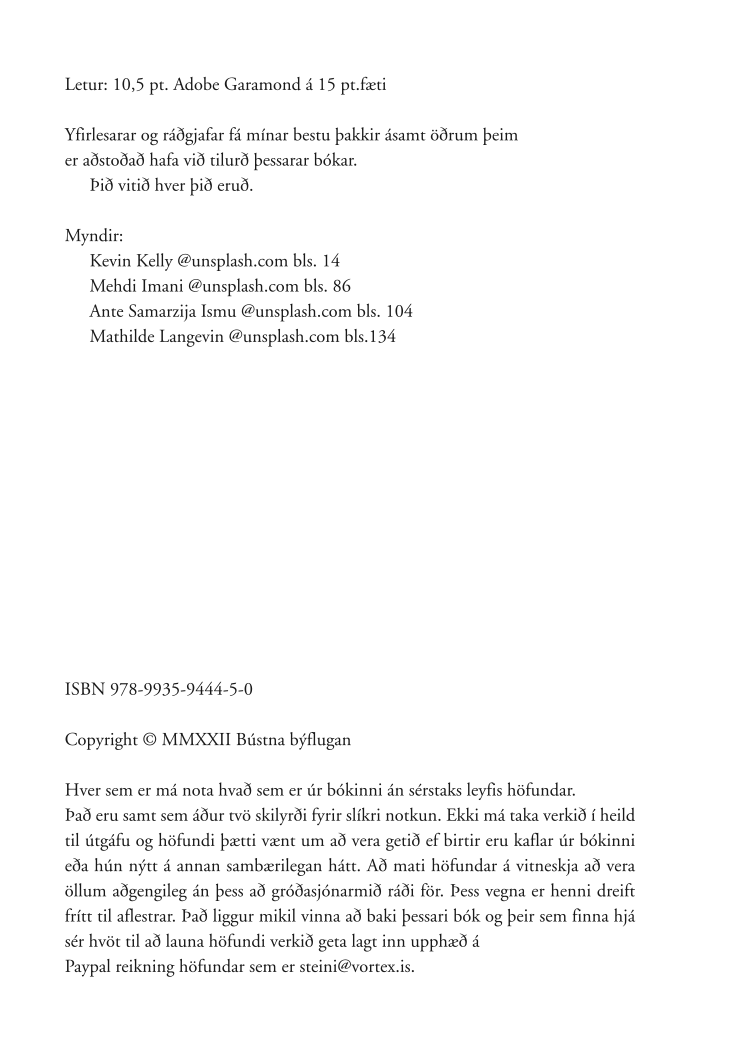 Letur: 10,5 pt. Adobe Garamond á 15 pt.fæti
Yfirlesarar og ráðgjafar fá mínar bestu þakkir ásamt öðrum þeim
er aðstoðað hafa við tilurð þessarar bókar.
Þið vitið hver þið eruð.
Myndir:
Kevin Kelly @unsplash.com bls. 14
Mehdi Imani @unsplash.com bls. 86
Ante Samarzija Ismu @unsplash.com bls. 104
Mathilde Langevin @unsplash.com bls.134
ISBN 978-9935-9444-5-0
Copyright © MMXXII Bústna býflugan
Hver sem er má nota hvað sem er úr bókinni án sérstaks leyfis höfundar.
Það eru samt sem áður tvö skilyrði fyrir slíkri notkun. Ekki má taka verkið í heild
til útgáfu og höfundi þætti vænt um að vera getið ef birtir eru kaflar úr bókinni
eða hún nýtt á annan sambærilegan hátt. Að mati höfundar á vitneskja að vera
öllum aðgengileg án þess að gróðasjónarmið ráði för. Þess vegna er henni dreift
frítt til aflestrar. Það liggur mikil vinna að baki þessari bók og þeir sem finna hjá
sér hvöt til að launa höfundi verkið geta lagt inn upphæð á
Paypal reikning höfundar sem er steini@vortex.is.